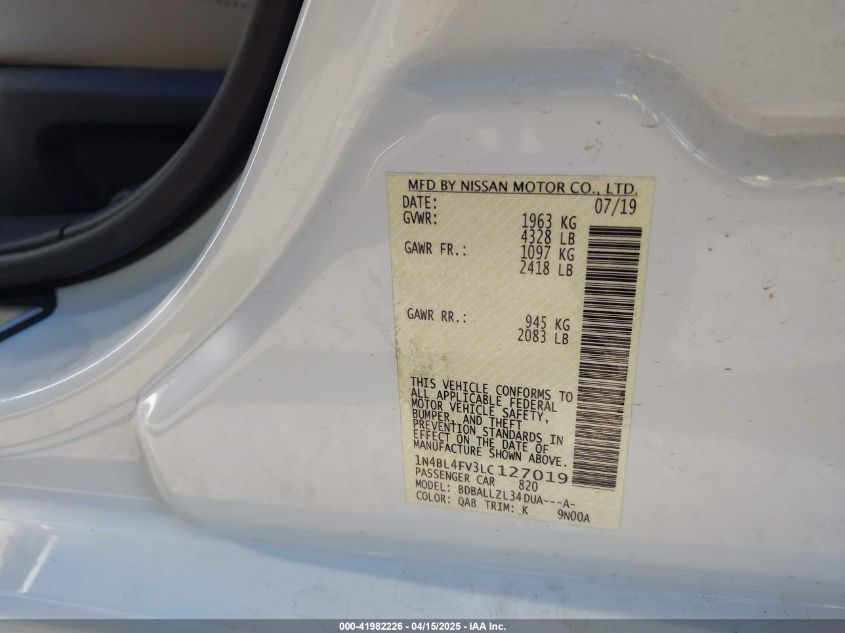 MFD BY NISSAN MOTOR CO., LTD.
DATE: 07/19
GVWR: 1963 KG
4328 LB
GAWR FR.: 1097 KG
2418 LB
GAWR RR.: 945 KG
2083 LB
THIS VEHICLE CONFORMS TO
ALL APPLICABLE FEDERAL
MOTOR VEHICLE SAFETY,
BUMPER, AND THEFT
PREVENTION STANDARDS IN
EFFECT ON THE DATE OF
MANUFACTURE SHOWN ABOVE.
1N4BL4FV3LC127019
PASSENGER CAR 820
MODEL: BDBALLZL34DUA---A-
COLOR: QAB TRIM: K 9N00A
000-41982226 - 04/15/2025 - IAA Inc.